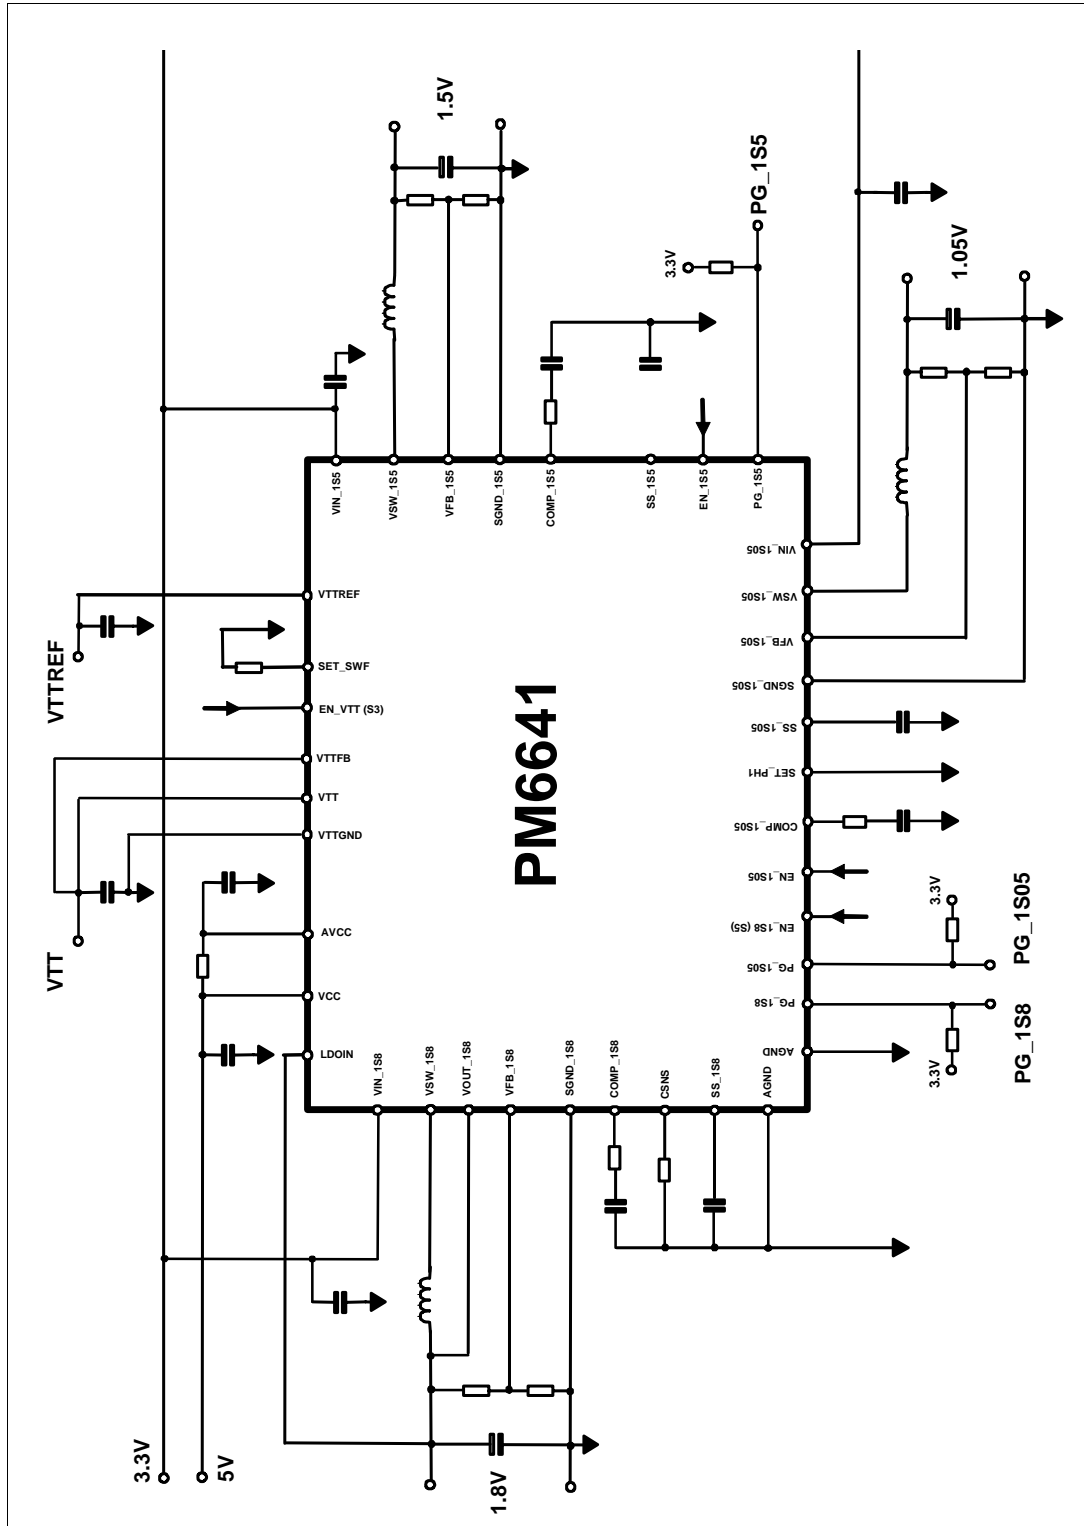 1.5V
PG_1S5
3.3V
1.05V
VIN_1S5
VSW_1S5
VFB_1S5
SGND_1S5
COMP_1S5
SS_1S5
EN_1S5
PG_1S5
VTTREF
VTTREF
SET_SWF
EN_VTT (S3)
VTTFB
VTT
VTTGND
VTT
AVCC
VCC
LDOIN
PM6641
VIN_1S05
VSW_1S05
VFB_1S05
SGND_1S05
SS_1S05
SET_PH1
COMP_1S05
EN_1S05
EN_1S8 (S5)
PG_1S05
PG_1S8
AGND
3.3V
PG_1S05
3.3V
PG_1S8
VIN_1S8
VSW_1S8
VOUT_1S8
VFB_1S8
SGND_1S8
COMP_1S8
CSNS
SS_1S8
AGND
3.3V
5V
1.8V